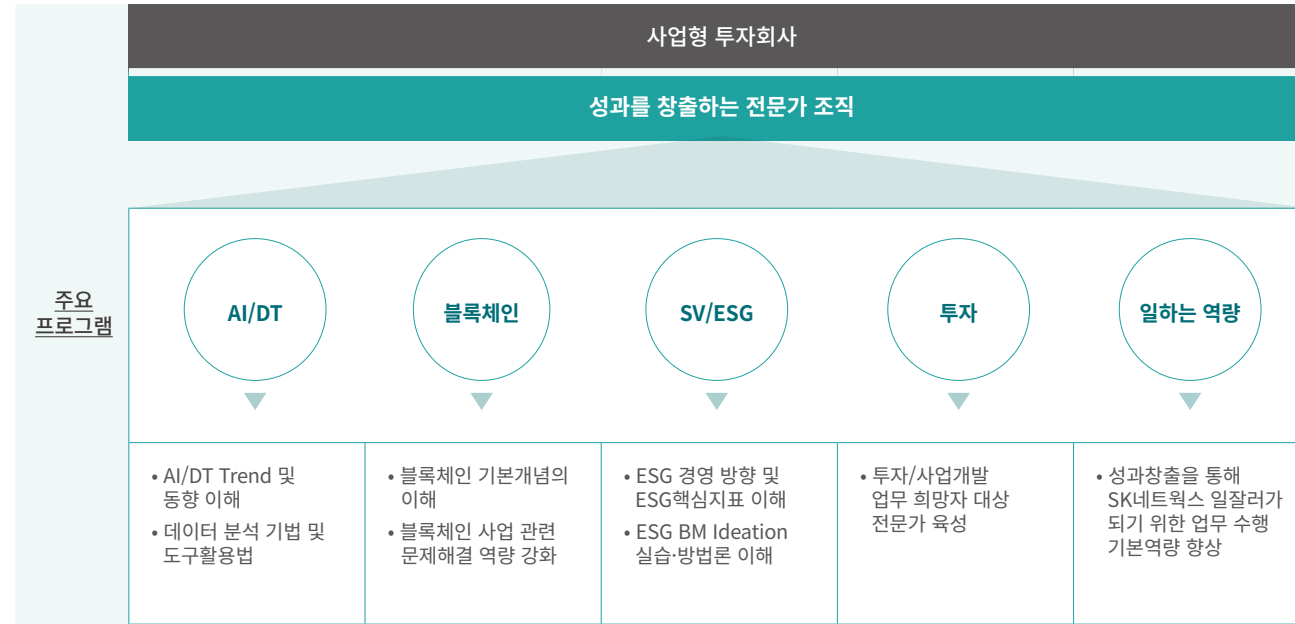 사업형 투자회사
성과를 창출하는 전문가 조직
주요
프로그램
AI/DT
블록체인
SV/ESG
투자
일하는 역량
• AI/DT Trend 및
동향 이해
• 데이터 분석 기법 및
도구활용법
• 블록체인 기본개념의
이해
• 블록체인 사업 관련
문제해결 역량 강화
• ESG 경영 방향 및
ESG핵심지표 이해
• ESG BM Ideation
실습·방법론 이해
• 투자/사업개발
업무 희망자 대상
전문가 육성
• 성과창출을 통해
SK네트웍스 일잘러가
되기 위한 업무 수행
기본역량 향상